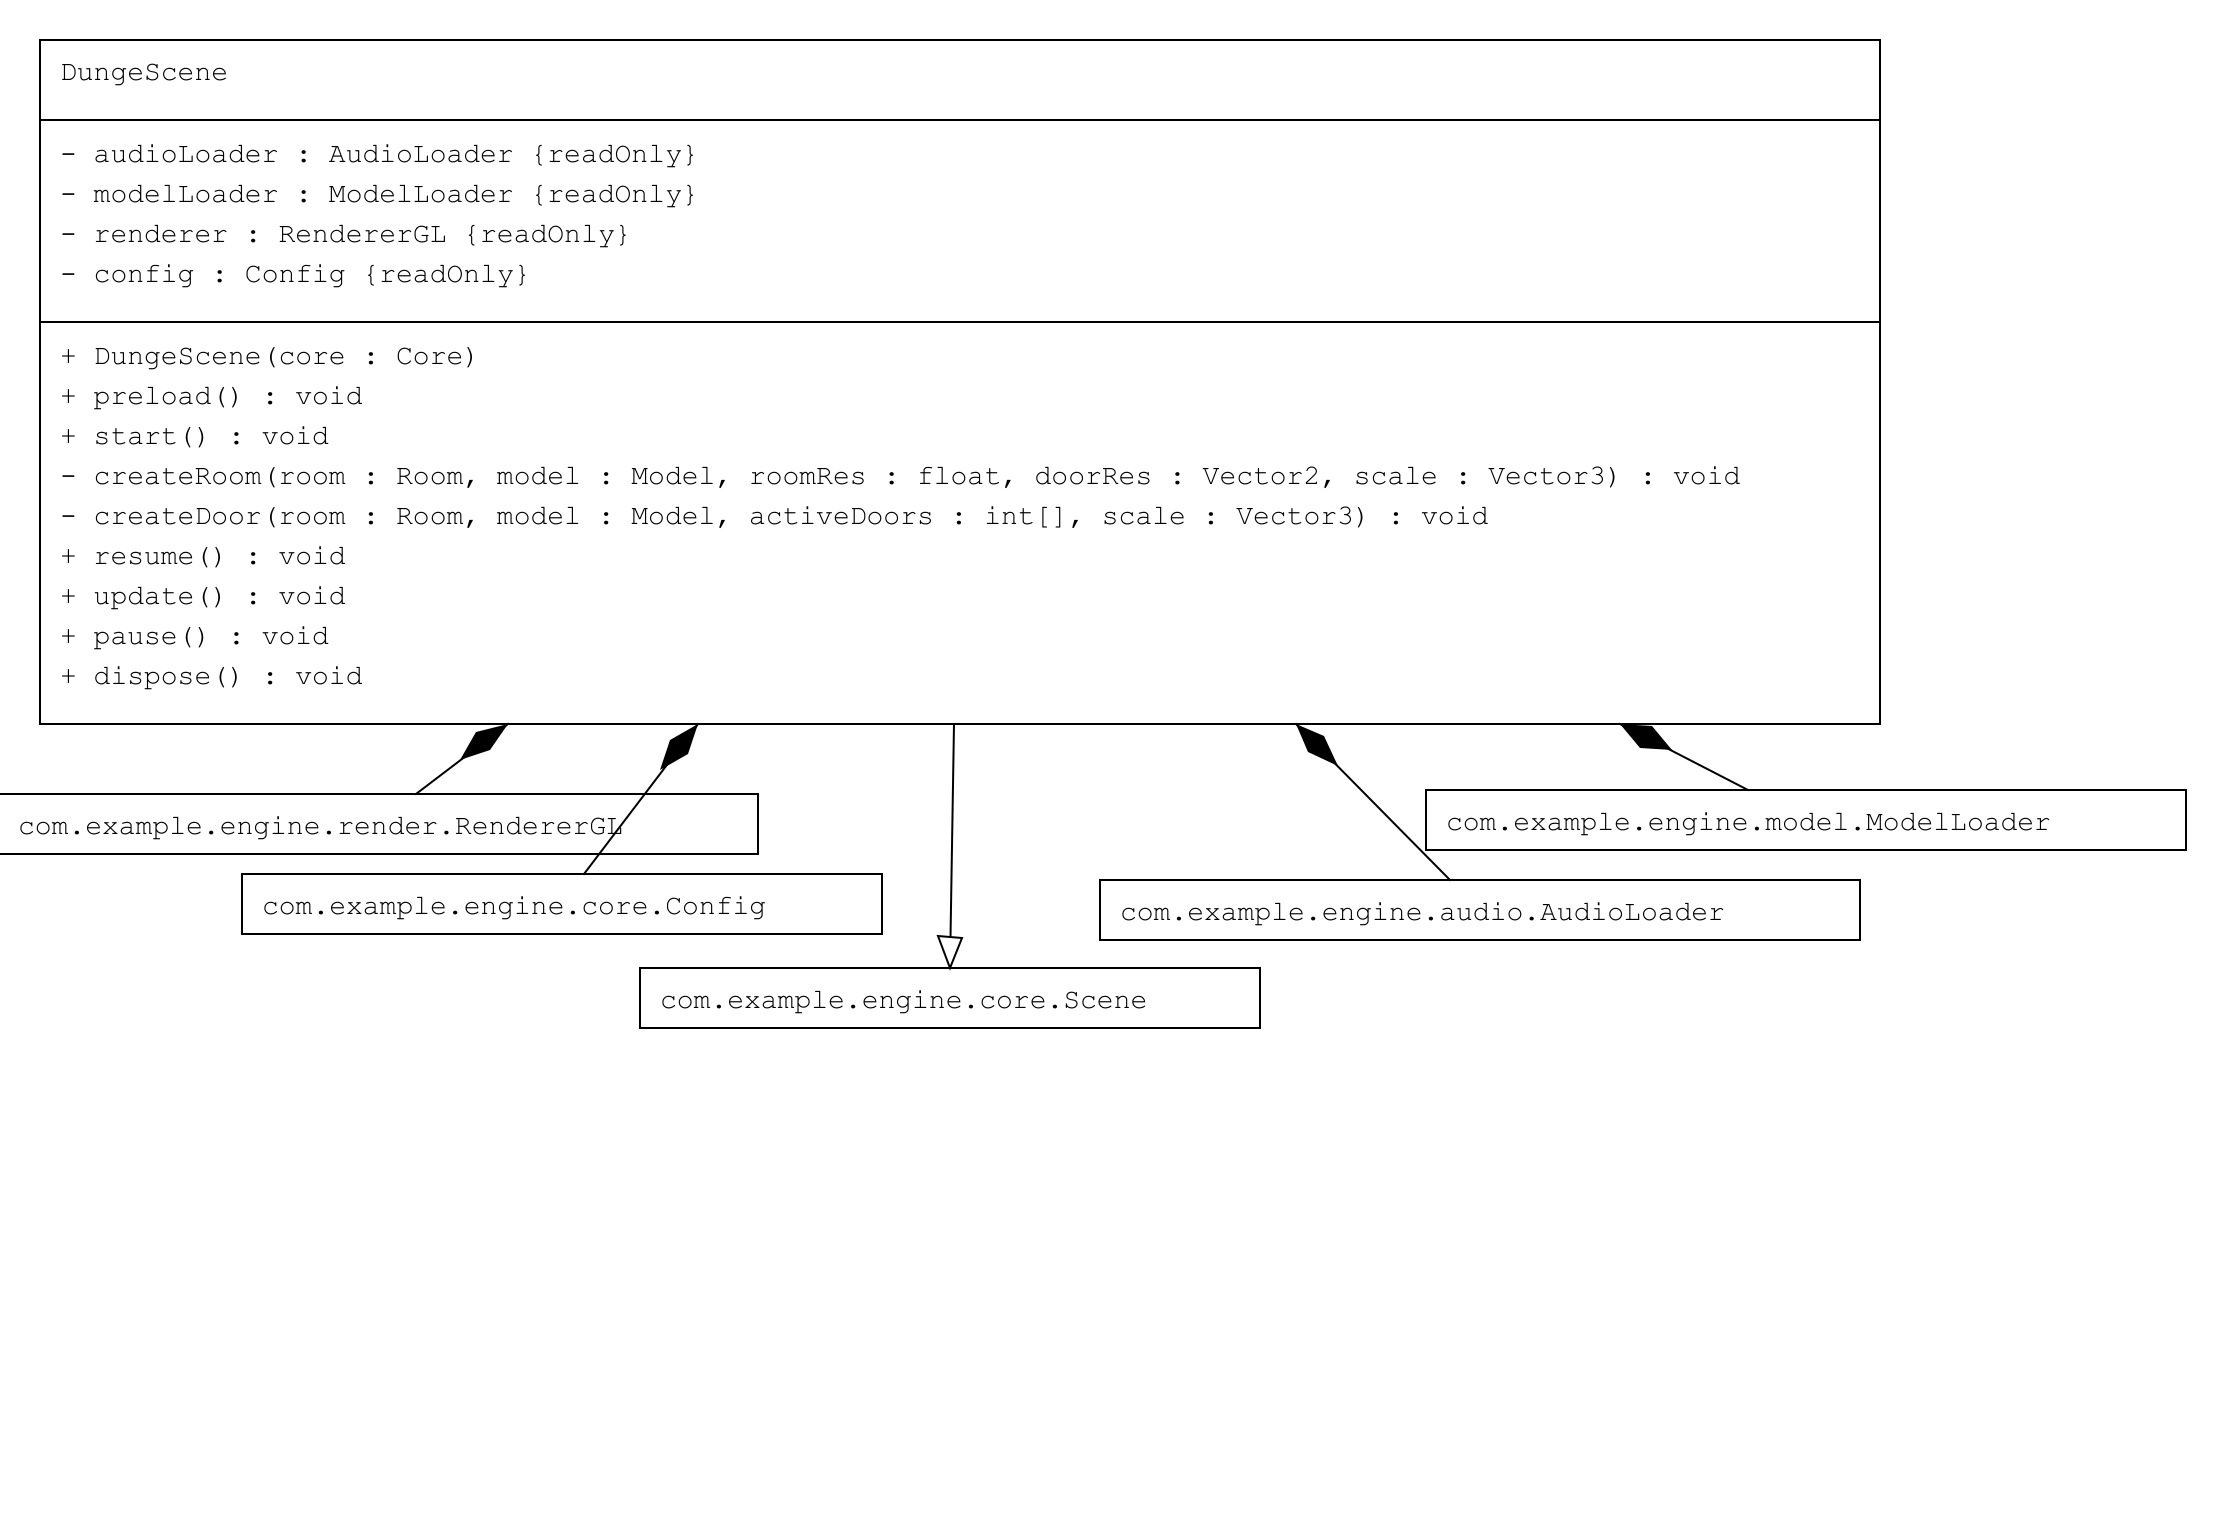 DungeScene
- audioLoader : AudioLoader {readOnly}
- modelLoader : ModelLoader {readOnly}
- renderer : RendererGL {readOnly}
- config : Config {readOnly}
+ DungeScene(core : Core)
+ preload() : void
+ start() : void
- createRoom(room : Room, model : Model, roomRes : float, doorRes : Vector2, scale : Vector3) : void
- createDoor(room : Room, model : Model, activeDoors : int[], scale : Vector3) : void
+ resume() : void
+ update() : void
+ pause() : void
+ dispose() : void
com.example.engine.render.RendererGL
com.example.engine.model.ModelLoader
com.example.engine.core.Config
com.example.engine.audio.AudioLoader
com.example.engine.core.Scene